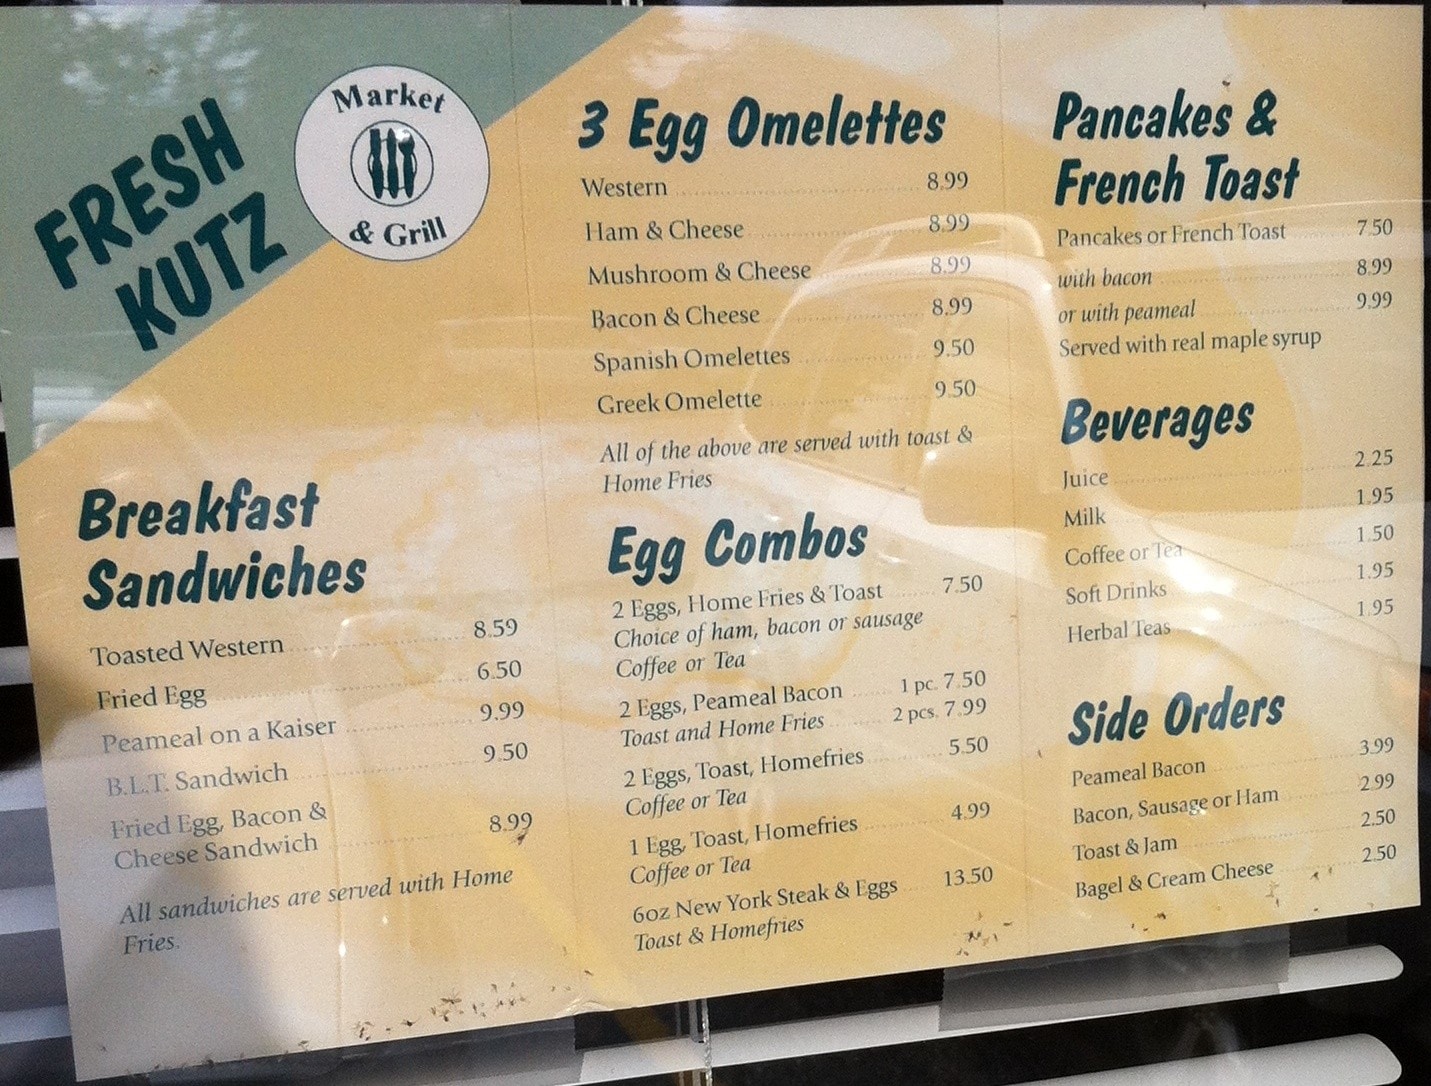 FRESH
KUTZ
Market
& Grill
Breakfast
Sandwiches
Toasted Western 8.59
Fried Egg 6.50
Peameal on a Kaiser 9.99
B.L.T. Sandwich 9.50
Fried Egg, Bacon &
Cheese Sandwich 8.99
All sandwiches are served with Home
Fries.
3 Egg Omelettes
Western 8.99
Ham & Cheese 8.99
Mushroom & Cheese 8.99
Bacon & Cheese 8.99
Spanish Omelettes 9.50
Greek Omelette 9.50
All of the above are served with toast &
Home Fries
Egg Combos
2 Eggs, Home Fries & Toast 7.50
Choice of ham, bacon or sausage
Coffee or Tea
2 Eggs, Peameal Bacon 1 pc. 7.50
Toast and Home Fries 2 pcs. 7.99
2 Eggs, Toast, Homefries 5.50
Coffee or Tea
1 Egg, Toast, Homefries 4.99
Coffee or Tea
6oz New York Steak & Eggs 13.50
Toast & Homefries
Pancakes &
French Toast
Pancakes or French Toast 7.50
with bacon 8.99
or with peameal 9.99
Served with real maple syrup
Beverages
Juice 2.25
Milk 1.95
Coffee or Tea 1.50
Soft Drinks 1.95
Herbal Teas 1.95
Side Orders
Peameal Bacon 3.99
Bacon, Sausage or Ham 2.99
Toast & Jam 2.50
Bagel & Cream Cheese 2.50